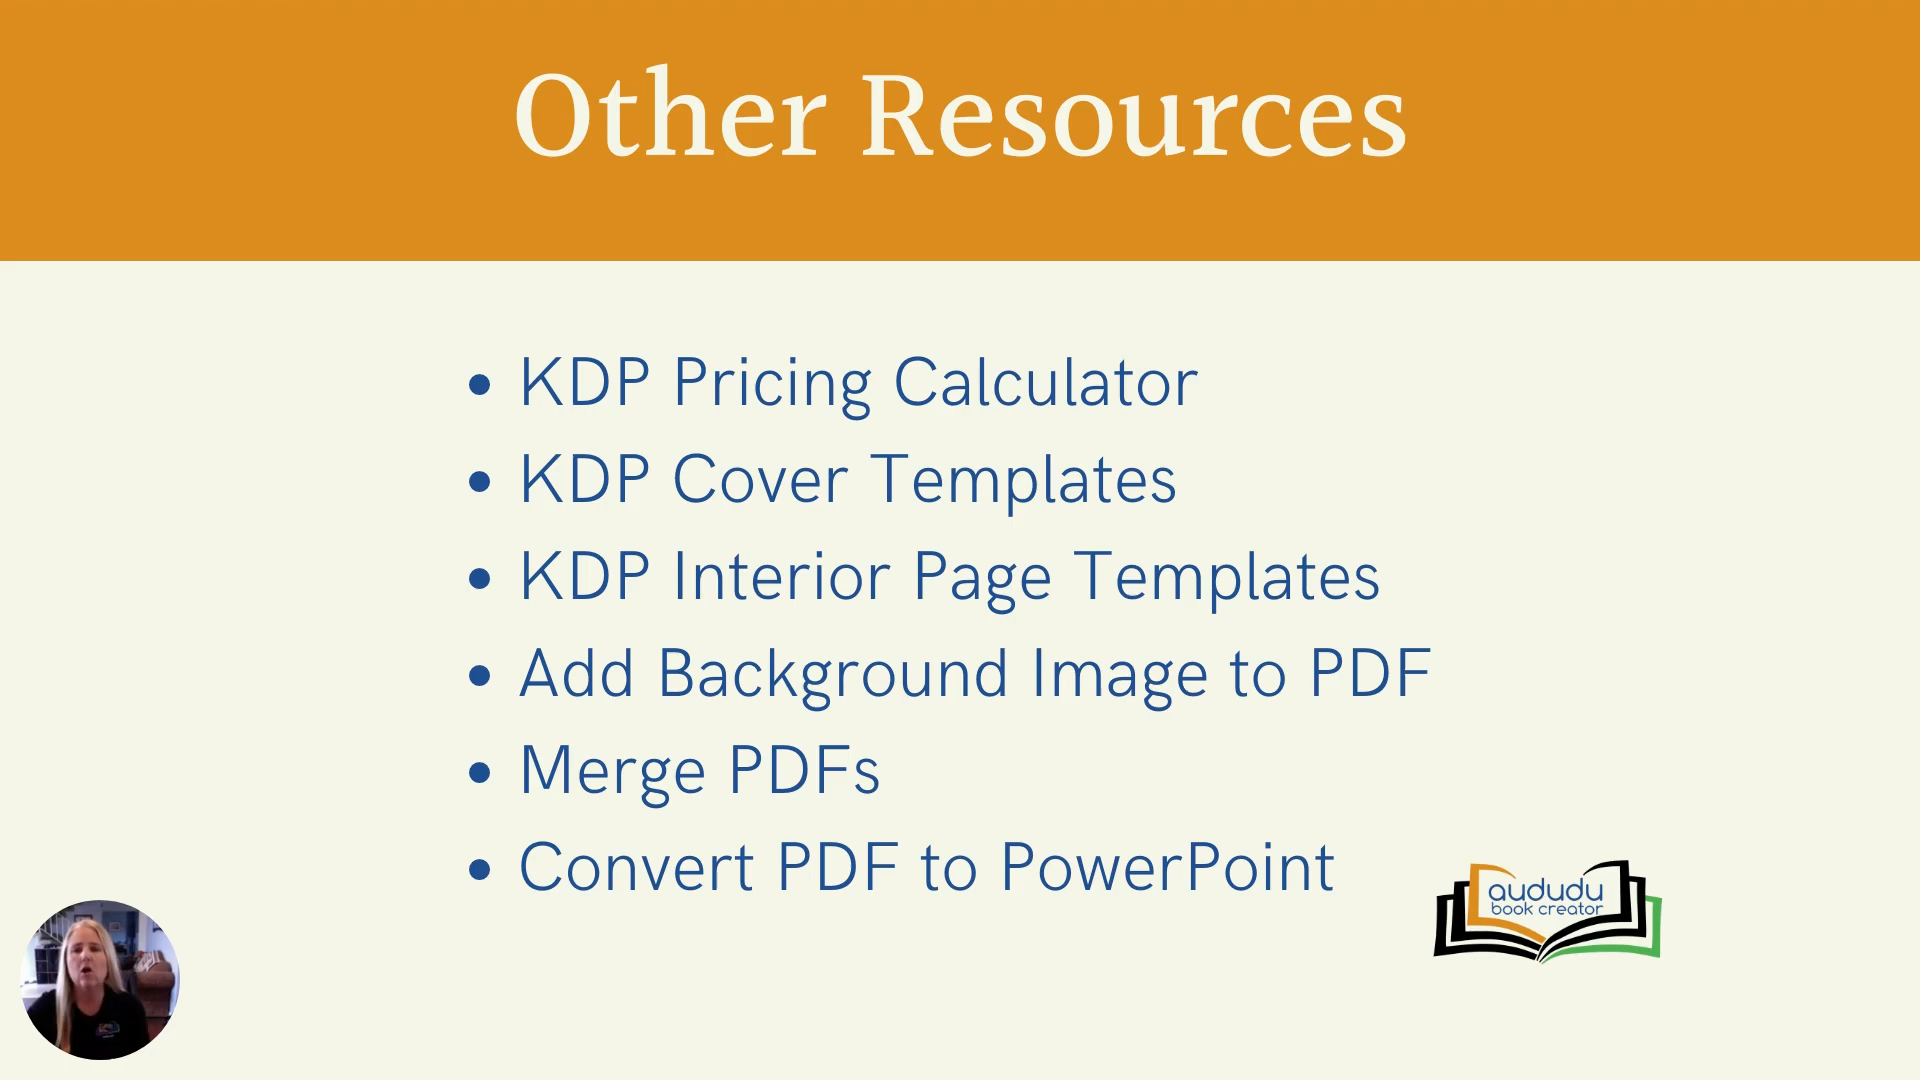 Other Resources
• KDP Pricing Calculator
• KDP Cover Templates
• KDP Interior Page Templates
• Add Background Image to PDF
• Merge PDFs
• Convert PDF to PowerPoint
aududu
book creator